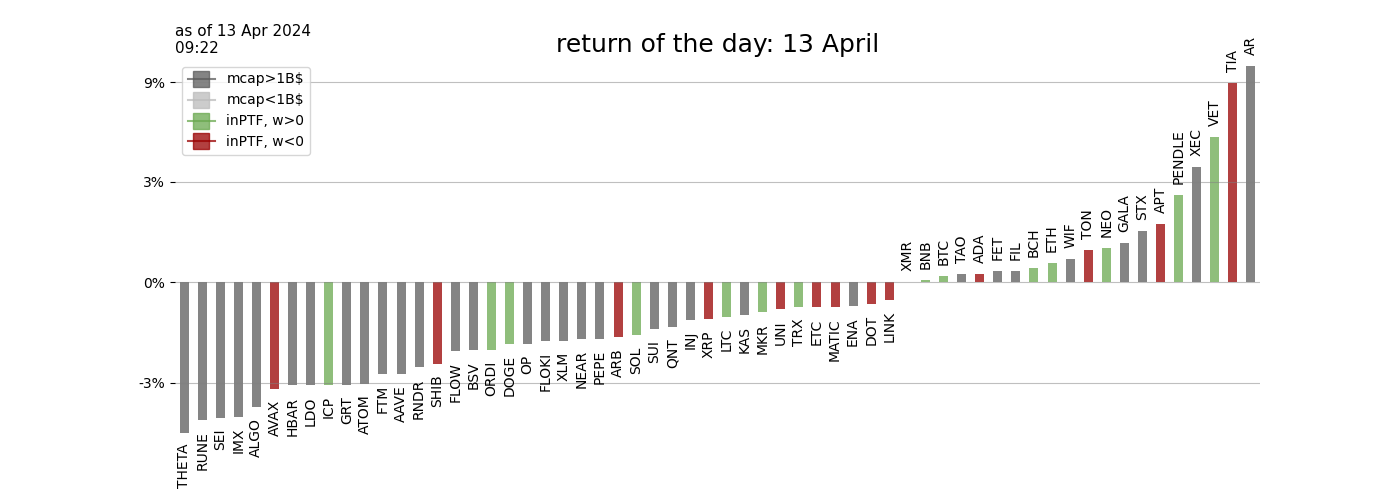 as of 13 Apr 2024
09:22
return of the day: 13 April
mcap>1B$
mcap<1B$
inPTF, w>0
inPTF, w<0
9%
3%
0%
-3%
THETA
RUNE
SEI
IMX
ALGO
AVAX
HBAR
LDO
ICP
GRT
ATOM
FTM
AAVE
RNDR
SHIB
FLOW
BSV
ORDI
DOGE
OP
FLOKI
XLM
NEAR
PEPE
ARB
SOL
SUI
QNT
INJ
XRP
LTC
KAS
MKR
UNI
TRX
ETC
MATIC
ENA
DOT
LINK
XMR
BNB
BTC
TAO
ADA
FET
FIL
BCH
ETH
WIF
TON
NEO
GALA
STX
APT
PENDLE
XEC
VET
TIA
AR